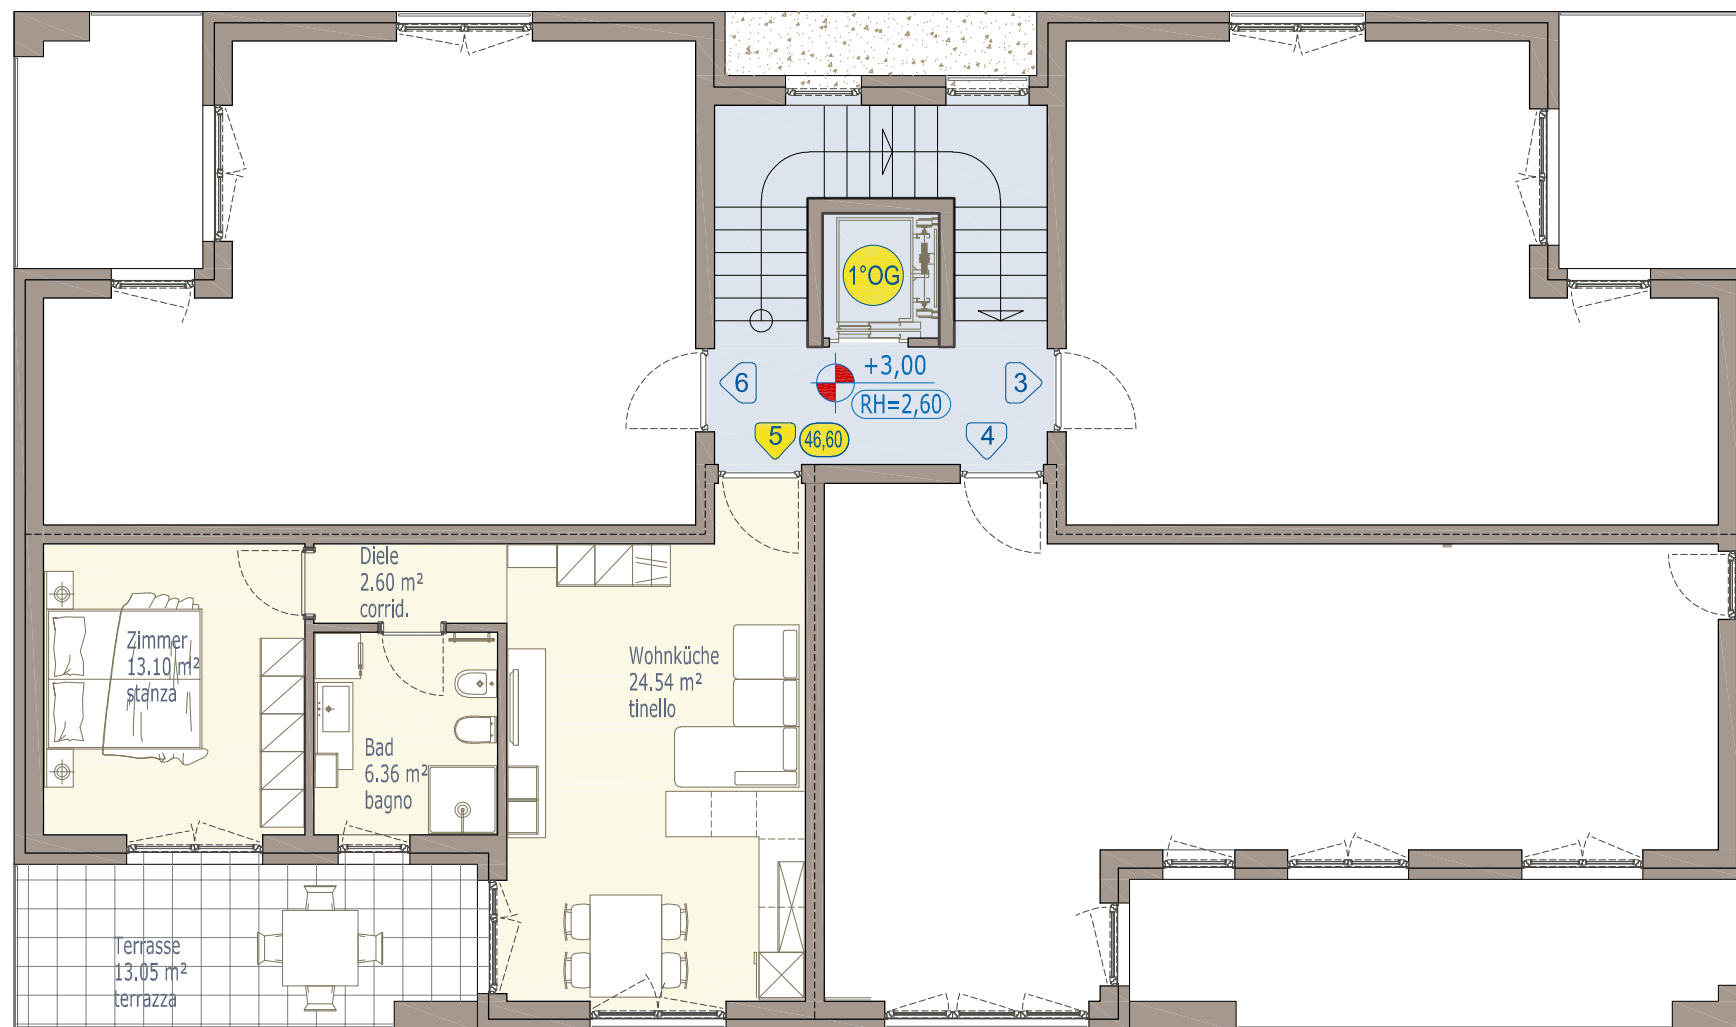 1°OG
+3,00
RH=2,60
6
3
5
46,60
4
Diele
2.60 m²
corrid.
Zimmer
13.10 m²
stanza
Wohnküche
24.54 m²
tinello
Bad
6.36 m²
bagno
Terrasse
13.05 m²
terrazza